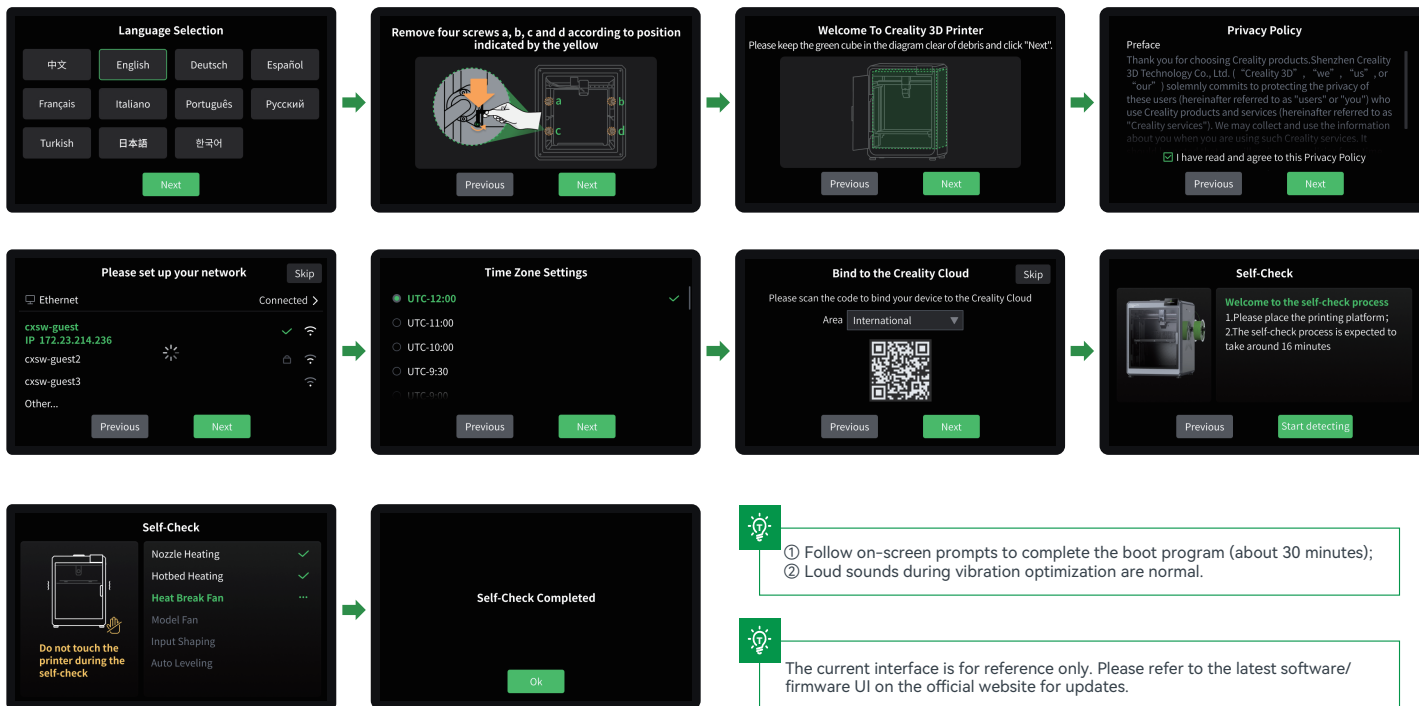 Language Selection
中文
English
Deutsch
Español
Français
Italiano
Português
Русский
Turkish
日本語
한국어
Next
Remove four screws a, b, c and d according to position
indicated by the yellow
a
b
c
d
Previous
Next
Welcome To Creality 3D Printer
Please keep the green cube in the diagram clear of debris and click "Next".
Previous
Next
Privacy Policy
Preface
Thank you for choosing Creality products.Shenzhen Creality
3D Technology Co., Ltd. ( “Creality 3D” , “we” , “us” , or
“our” ) solemnly commits to protecting the privacy of
these users (hereinafter referred to as "users" or "you") who
use Creality products and services (hereinafter referred to as
"Creality services"). We may collect and use the information
about you when you are using such Creality services. It
I have read and agree to this Privacy Policy
Previous
Next
Please set up your network
Skip
Ethernet
Connected >
cxsw-guest
IP 172.23.214.236
cxsw-guest2
cxsw-guest3
Other...
Previous
Next
Time Zone Settings
UTC-12:00
UTC-11:00
UTC-10:00
UTC-9:30
UTC-9:00
Previous
Next
Bind to the Creality Cloud
Skip
Please scan the code to bind your device to the Creality Cloud
Area International
Previous
Next
Self-Check
Welcome to the self-check process
1.Please place the printing platform;
2.The self-check process is expected to
take around 16 minutes
Previous
Start detecting
Self-Check
Do not touch the
printer during the
self-check
Nozzle Heating
Hotbed Heating
Heat Break Fan ...
Model Fan
Input Shaping
Auto Leveling
Self-Check Completed
Ok
① Follow on-screen prompts to complete the boot program (about 30 minutes);
② Loud sounds during vibration optimization are normal.
The current interface is for reference only. Please refer to the latest software/
firmware UI on the official website for updates.